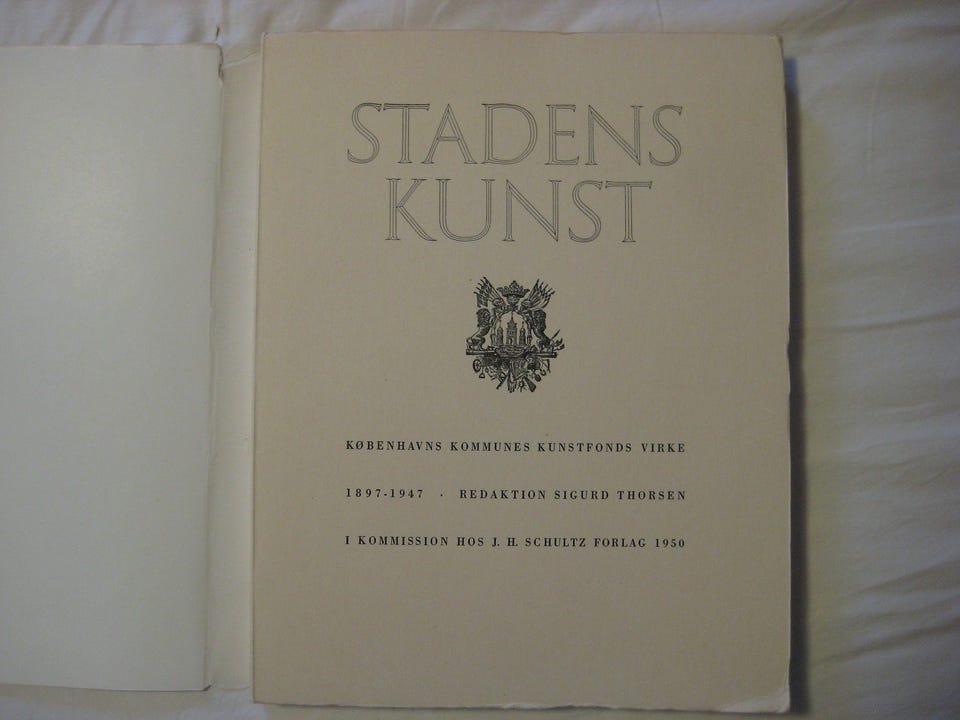 STADENS
KUNST
KØBENHAVNS KOMMUNES KUNSTFONDS VIRKE
1897-1947 · REDAKTION SIGURD THORSEN
I KOMMISSION HOS J. H. SCHULTZ FORLAG 1950